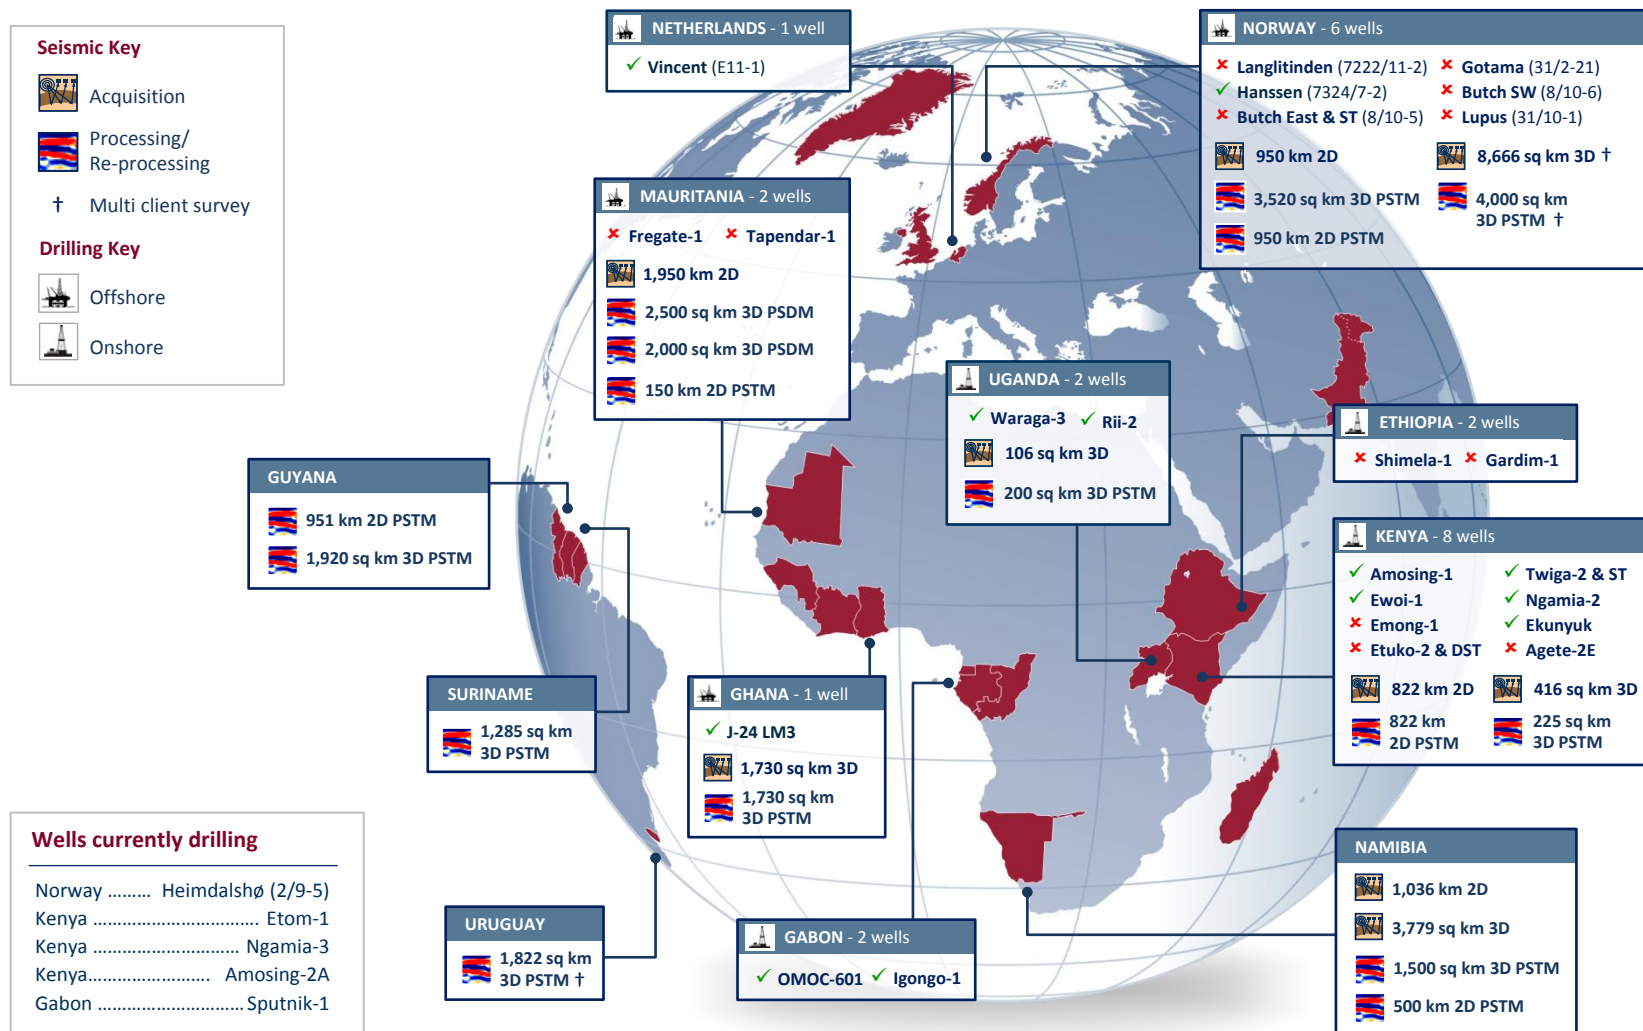 Seismic Key
Acquisition
Processing/
Re-processing
† Multi client survey
Drilling Key
Offshore
Onshore
NETHERLANDS - 1 well
✓ Vincent (E11-1)
NORWAY - 6 wells
✘ Langlitinden (7222/11-2) ✘ Gotama (31/2-21)
✓ Hanssen (7324/7-2) ✘ Butch SW (8/10-6)
✘ Butch East & ST (8/10-5) ✘ Lupus (31/10-1)
950 km 2D 8,666 sq km 3D †
3,520 sq km 3D PSTM 4,000 sq km
3D PSTM †
950 km 2D PSTM
MAURITANIA - 2 wells
✘ Fregate-1 ✘ Tapendar-1
1,950 km 2D
2,500 sq km 3D PSDM
2,000 sq km 3D PSDM
150 km 2D PSTM
UGANDA - 2 wells
✓ Waraga-3 ✓ Rii-2
106 sq km 3D
200 sq km 3D PSTM
ETHIOPIA - 2 wells
✘ Shimela-1 ✘ Gardim-1
GUYANA
951 km 2D PSTM
1,920 sq km 3D PSTM
KENYA - 8 wells
✓ Amosing-1 ✓ Twiga-2 & ST
✓ Ewoi-1 ✓ Ngamia-2
✘ Emong-1 ✓ Ekunyuk
✘ Etuko-2 & DST ✘ Agete-2E
822 km 2D 416 sq km 3D
822 km 225 sq km
2D PSTM 3D PSTM
SURINAME
1,285 sq km
3D PSTM
GHANA - 1 well
✓ J-24 LM3
1,730 sq km 3D
1,730 sq km
3D PSTM
Wells currently drilling
Norway ......... Heimdalshø (2/9-5)
Kenya ................................. Etom-1
Kenya ............................. Ngamia-3
Kenya........................ Amosing-2A
Gabon ............................. Sputnik-1
URUGUAY
1,822 sq km
3D PSTM †
GABON - 2 wells
✓ OMOC-601 ✓ Igongo-1
NAMIBIA
1,036 km 2D
3,779 sq km 3D
1,500 sq km 3D PSTM
500 km 2D PSTM